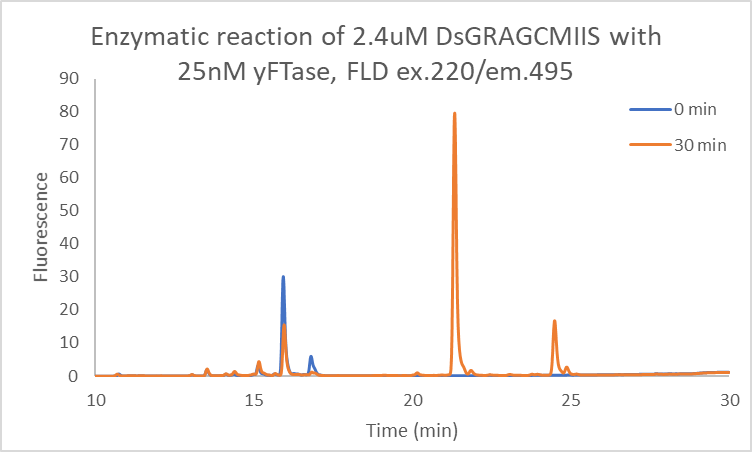 Enzymatic reaction of 2.4uM DsGRAGCMIIS with
25nM yFTase, FLD ex.220/em.495
90
80
70
60
50
40
30
20
10
0
Fluorescence
0 min
30 min
10 15 20 25 30
Time (min)